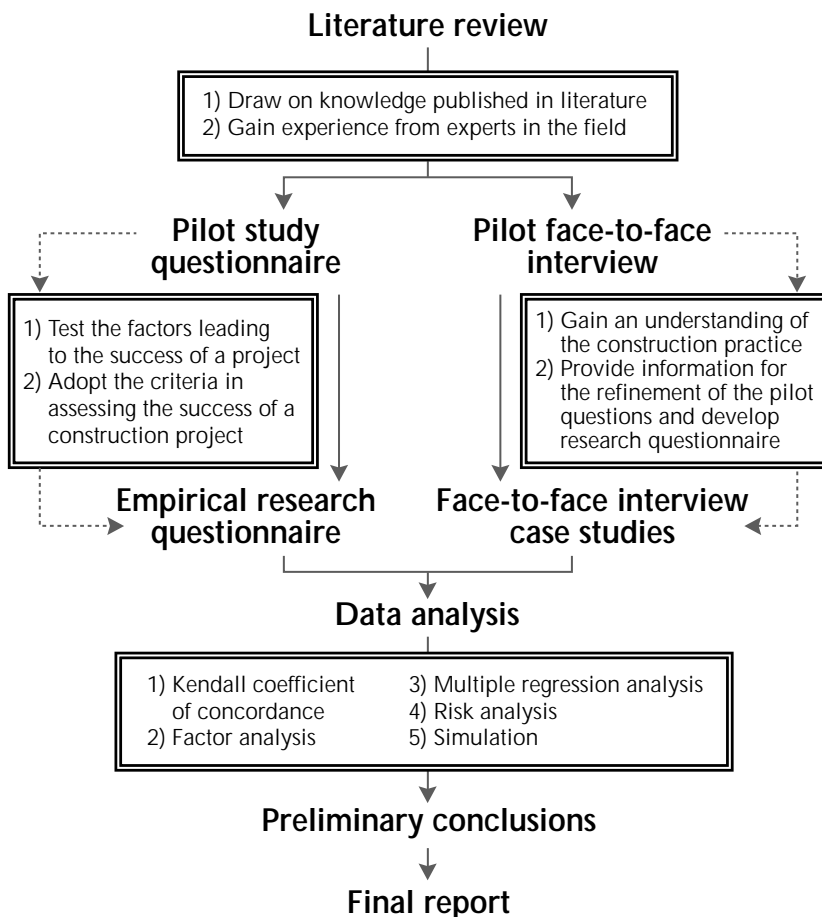 Literature review
1) Draw on knowledge published in literature
2) Gain experience from experts in the field
Pilot study
questionnaire
Pilot face-to-face
interview
1) Test the factors leading
to the success of a project
2) Adopt the criteria in
assessing the success of a
construction project
1) Gain an understanding of
the construction practice
2) Provide information for
the refinement of the pilot
questions and develop
research questionnaire
Empirical research
questionnaire
Face-to-face interview
case studies
Data analysis
1) Kendall coefficient
of concordance
2) Factor analysis
3) Multiple regression analysis
4) Risk analysis
5) Simulation
Preliminary conclusions
Final report